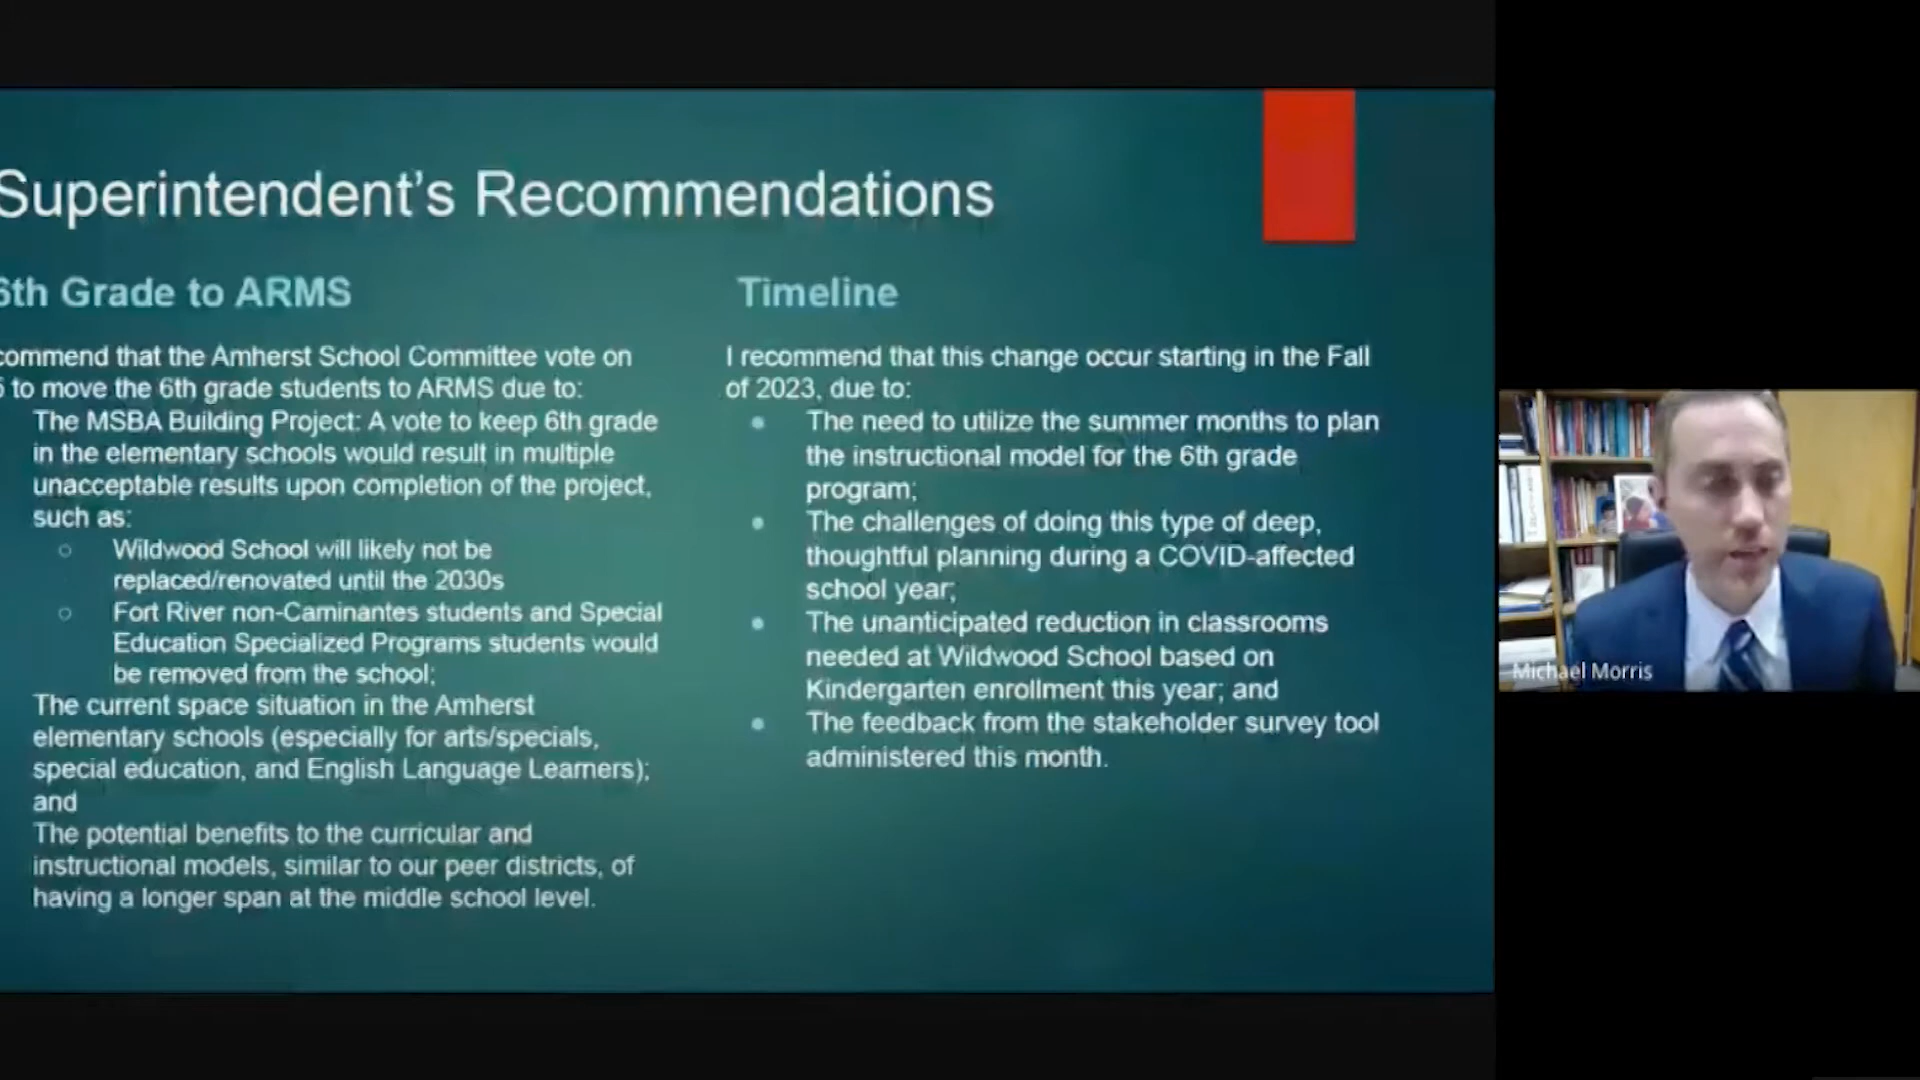 Superintendent's Recommendations
6th Grade to ARMS
commend that the Amherst School Committee vote on
to move the 6th grade students to ARMS due to:
The MSBA Building Project: A vote to keep 6th grade
in the elementary schools would result in multiple
unacceptable results upon completion of the project,
such as:
Wildwood School will likely not be
replaced/renovated until the 2030s
Fort River non-Caminantes students and Special
Education Specialized Programs students would
be removed from the school;
The current space situation in the Amherst
elementary schools (especially for arts/specials,
special education, and English Language Learners);
and
The potential benefits to the curricular and
instructional models, similar to our peer districts, of
having a longer span at the middle school level.
Timeline
I recommend that this change occur starting in the Fall
of 2023, due to:
The need to utilize the summer months to plan
the instructional model for the 6th grade
program;
The challenges of doing this type of deep,
thoughtful planning during a COVID-affected
school year;
The unanticipated reduction in classrooms
needed at Wildwood School based on
Kindergarten enrollment this year; and
The feedback from the stakeholder survey tool
administered this month.
Michael Morris